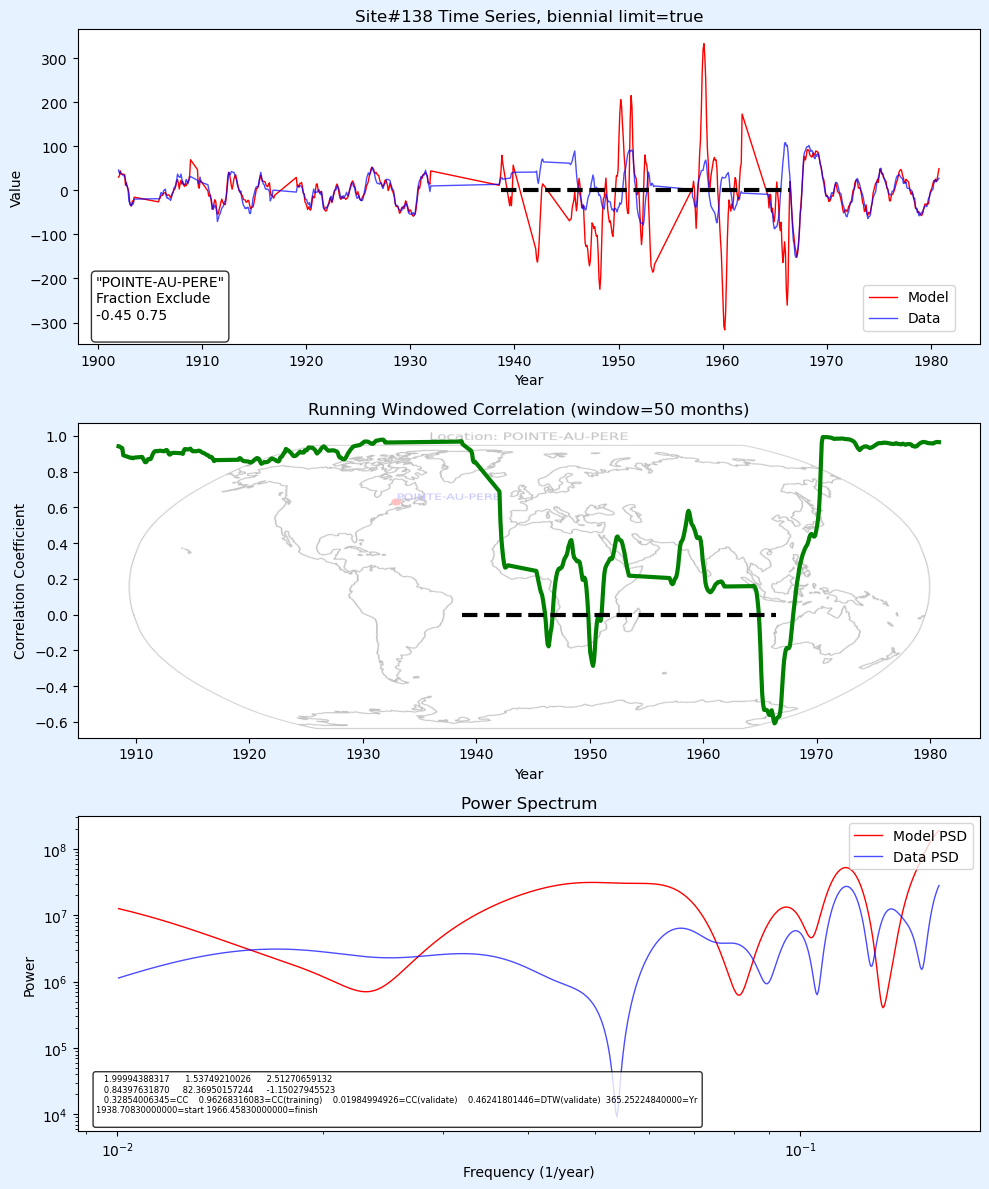 Site#138 Time Series, biennial limit=true
Value
300
200
100
0
-100
-200
-300
"POINTE-AU-PERE"
Fraction Exclude
-0.45 0.75
Model
Data
1900 1910 1920 1930 1940 1950 1960 1970 1980
Year
Running Windowed Correlation (window=50 months)
Location: POINTE-AU-PERE
POINTE-AU-PERE
Correlation Coefficient
1.0
0.8
0.6
0.4
0.2
0.0
-0.2
-0.4
-0.6
1910 1920 1930 1940 1950 1960 1970 1980
Year
Power Spectrum
Model PSD
Data PSD
Power
10^8
10^7
10^6
10^5
10^4
1.99994388317 1.53749210026 2.51270659132
0.84397631870 82.36950157244 -1.15027945523
0.32854006345=CC 0.96268316083=CC(training) 0.01984994926=CC(validate) 0.46241801446=DTW(validate) 365.25224840000=Yr
1938.70830000000=start 1966.45830000000=finish
10^-2 10^-1
Frequency (1/year)